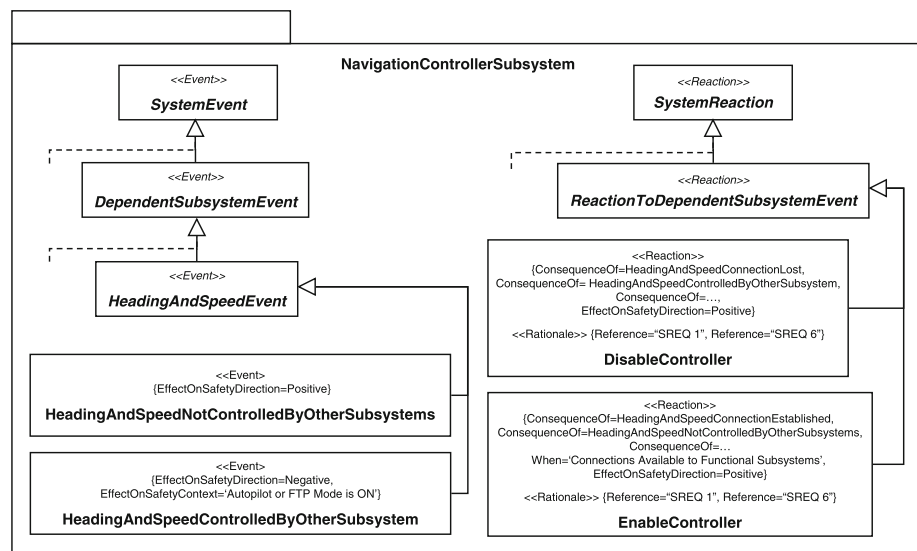 NavigationControllerSubsystem
<<Event>>
SystemEvent
<<Event>>
DependentSubsystemEvent
<<Event>>
HeadingAndSpeedEvent
<<Event>>
{EffectOnSafetyDirection=Positive}
HeadingAndSpeedNotControlledByOtherSubsystems
<<Event>>
{EffectOnSafetyDirection=Negative,
EffectOnSafetyContext=‘Autopilot or FTP Mode is ON’}
HeadingAndSpeedControlledByOtherSubsystem
<<Reaction>>
SystemReaction
<<Reaction>>
ReactionToDependentSubsystemEvent
<<Reaction>>
{ConsequenceOf=HeadingAndSpeedConnectionLost,
ConsequenceOf= HeadingAndSpeedControlledByOtherSubsystem,
ConsequenceOf=…,
EffectOnSafetyDirection=Positive}
<<Rationale>> {Reference=“SREQ 1”, Reference=“SREQ 6”}
DisableController
<<Reaction>>
{ConsequenceOf=HeadingAndSpeedConnectionEstablished,
ConsequenceOf=HeadingAndSpeedNotControlledByOtherSubsystems,
ConsequenceOf=…
When=‘Connections Available to Functional Subsystems’,
EffectOnSafetyDirection=Positive}
<<Rationale>> {Reference=“SREQ 1”, Reference=“SREQ 6”}
EnableController